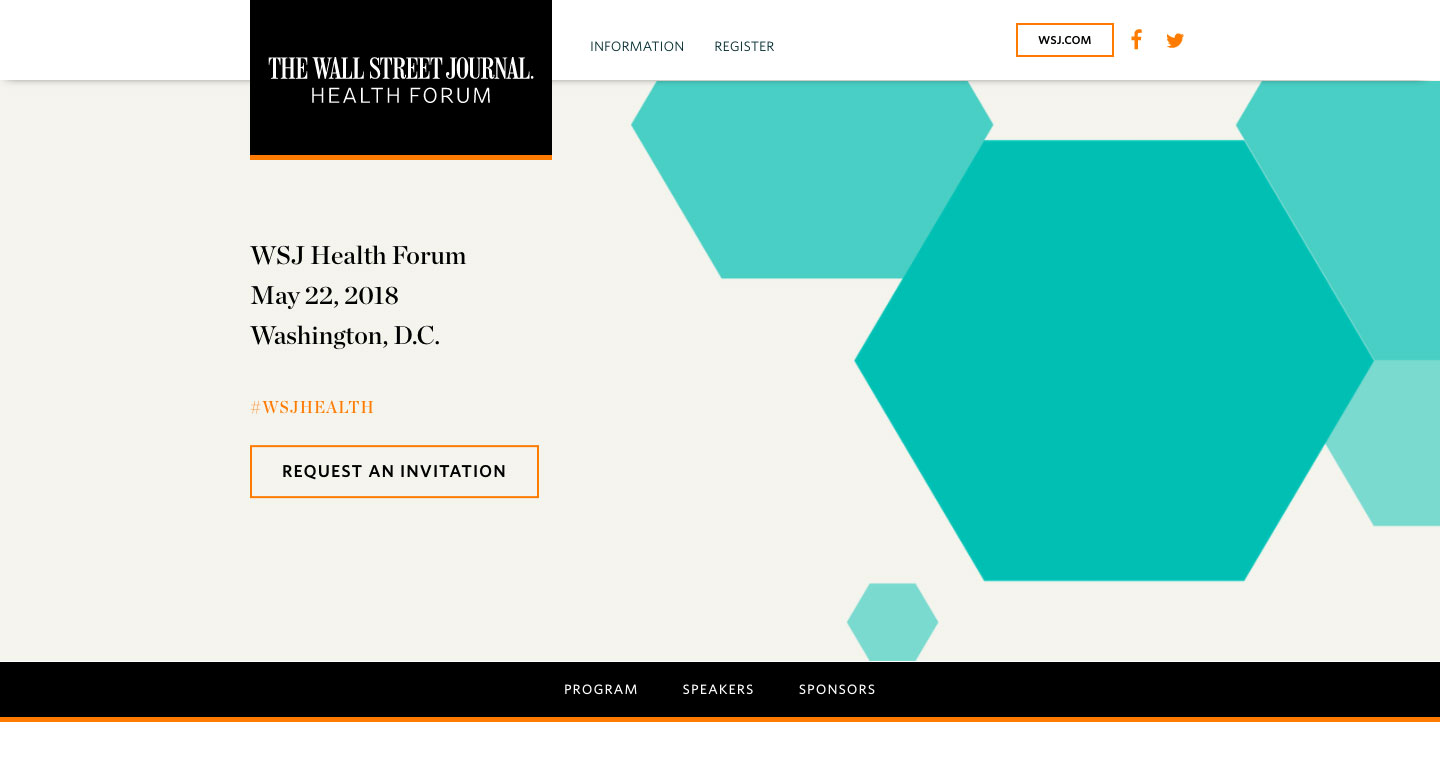 THE WALL STREET JOURNAL.
HEALTH FORUM
INFORMATION REGISTER
WSJ.COM
WSJ Health Forum
May 22, 2018
Washington, D.C.
#WSJHEALTH
REQUEST AN INVITATION
PROGRAM SPEAKERS SPONSORS